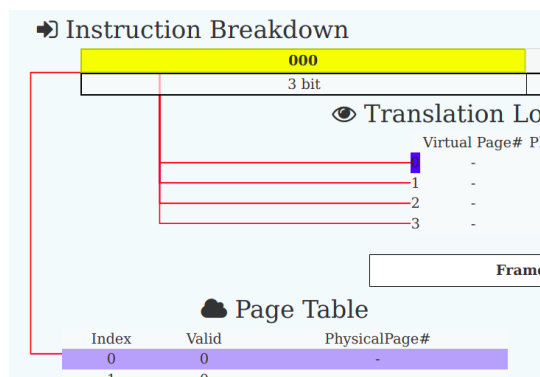 Instruction Breakdown
000
3 bit
Translation Lo
Virtual Page# P
0 -
1 -
2 -
3 -
Frame
Page Table
Index Valid PhysicalPage#
0 0 -